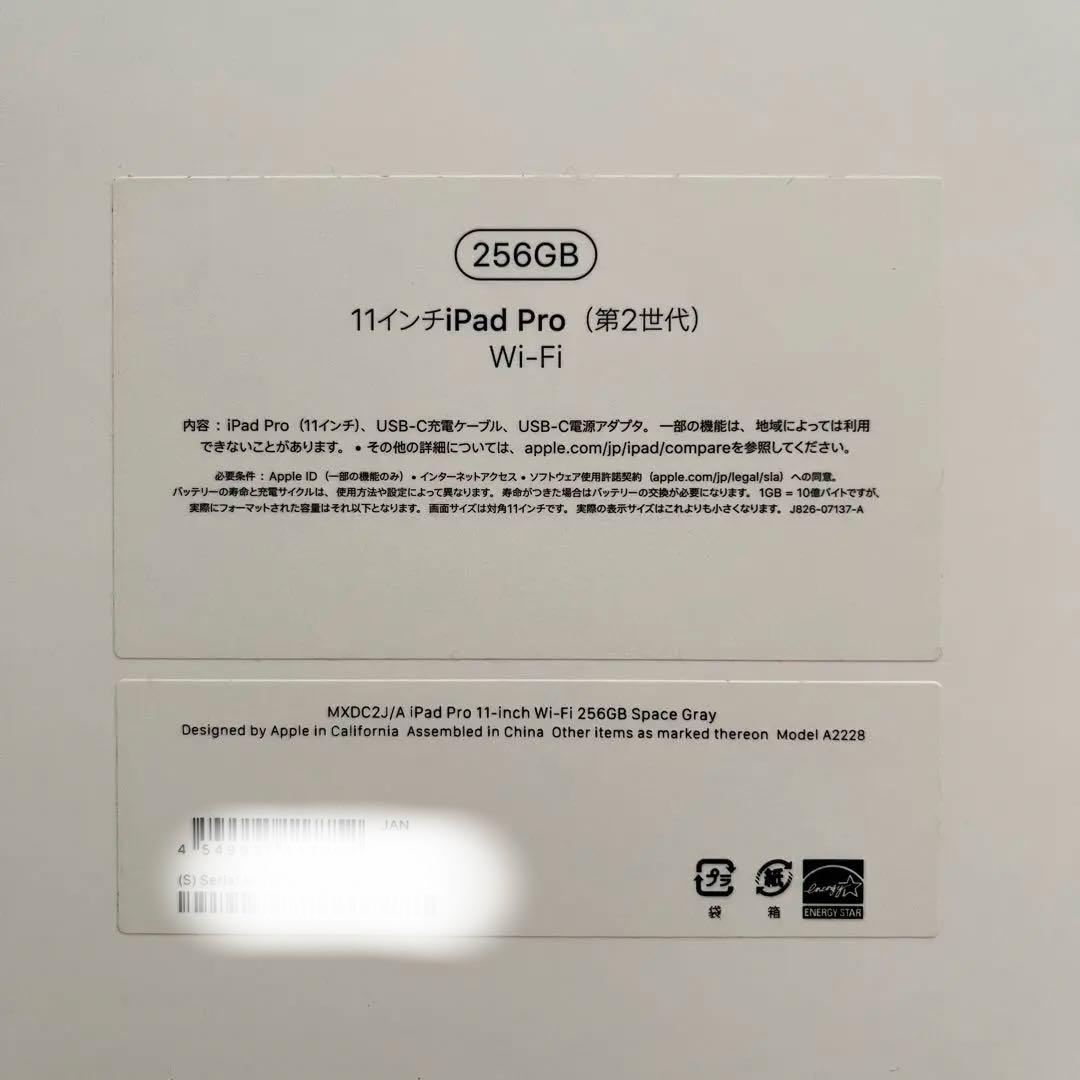 256GB
11インチiPad Pro（第2世代）
Wi-Fi
内容：iPad Pro（11インチ）、USB-C充電ケーブル、USB-C電源アダプタ。一部の機能は、地域によっては利用
できないことがあります。• その他の詳細については、apple.com/jp/ipad/compareを参照してください。
必要条件：Apple ID（一部の機能のみ）• インターネットアクセス • ソフトウェア使用許諾契約（apple.com/jp/legal/sla）への同意。
バッテリーの寿命と充電サイクルは、使用方法や設定によって異なります。寿命がつきた場合はバッテリーの交換が必要になります。1GB = 10億バイトですが、
実際にフォーマットされた容量はそれ以下となります。画面サイズは対角11インチです。実際の表示サイズはこれよりも小さくなります。J826-07137-A
MXDC2J/A iPad Pro 11-inch Wi-Fi 256GB Space Gray
Designed by Apple in California Assembled in China Other items as marked thereon Model A2228
JAN
(S) Serial
プラ 紙 energy
袋 箱 ENERGY STAR